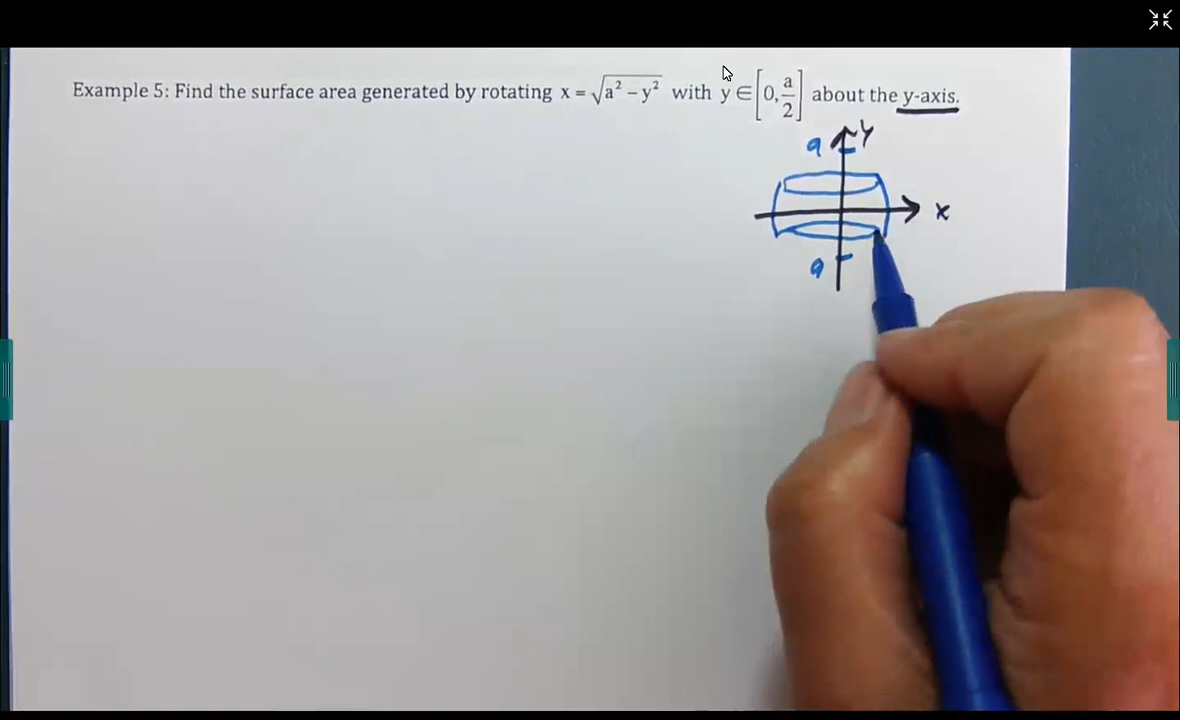 Example 5: Find the surface area generated by rotating x = √(a² − y²) with y ∈ [0, a/2] about the y-axis.
a
y
x
a